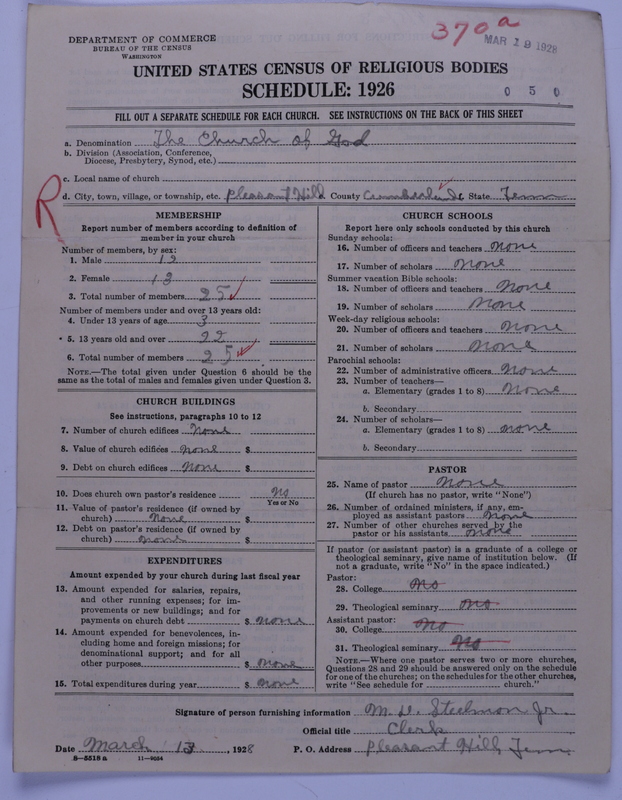 370a
MAR 13 1928
DEPARTMENT OF COMMERCE
BUREAU OF THE CENSUS
WASHINGTON
UNITED STATES CENSUS OF RELIGIOUS BODIES
SCHEDULE: 1926
0 5 0
FILL OUT A SEPARATE SCHEDULE FOR EACH CHURCH. SEE INSTRUCTIONS ON THE BACK OF THIS SHEET
a. Denomination The Church of God
b. Division (Association, Conference,
Diocese, Presbytery, Synod, etc.)
c. Local name of church
R
d. City, town, village, or township, etc. Pleasant Hill County Cumberland State Tenn
MEMBERSHIP
Report number of members according to definition of
member in your church
Number of members, by sex:
1. Male 12
2. Female 13
3. Total number of members 25
Number of members under and over 13 years old:
4. Under 13 years of age 3
5. 13 years old and over 22
6. Total number of members 25
NOTE.—The total given under Question 6 should be the
same as the total of males and females given under Question 3.
CHURCH BUILDINGS
See instructions, paragraphs 10 to 12
7. Number of church edifices none
8. Value of church edifices none $
9. Debt on church edifices none $
10. Does church own pastor's residence No
Yes or No
11. Value of pastor's residence (if owned by
church) none $
12. Debt on pastor's residence (if owned by
church) none $
EXPENDITURES
Amount expended by your church during last fiscal year
13. Amount expended for salaries, repairs,
and other running expenses; for im-
provements or new buildings; and for
payments on church debt $ none
14. Amount expended for benevolences, in-
cluding home and foreign missions; for
denominational support; and for all
other purposes $ none
15. Total expenditures during year $ none
CHURCH SCHOOLS
Report here only schools conducted by this church
Sunday schools:
16. Number of officers and teachers none
17. Number of scholars none
Summer vacation Bible schools:
18. Number of officers and teachers none
19. Number of scholars none
Week-day religious schools:
20. Number of officers and teachers none
21. Number of scholars none
Parochial schools:
22. Number of administrative officers none
23. Number of teachers—
a. Elementary (grades 1 to 8) none
b. Secondary
24. Number of scholars—
a. Elementary (grades 1 to 8) none
b. Secondary
PASTOR
25. Name of pastor none
(If church has no pastor, write "None")
26. Number of ordained ministers, if any, em-
ployed as assistant pastors none
27. Number of other churches served by the
pastor or his assistants none
If pastor (or assistant pastor) is a graduate of a college or
theological seminary, give name of institution below. (If
not a graduate, write "No" in the space indicated.)
Pastor:
28. College no
29. Theological seminary no
Assistant pastor:
30. College no
31. Theological seminary no
NOTE.—Where one pastor serves two or more churches,
Questions 28 and 29 should be answered only on the schedule
for one of the churches; on the schedules for the other churches,
write "See schedule for church."
Signature of person furnishing information M. D. Steelmon Jr.
Official title Clerk
Date March 13, 1928 P. O. Address Pleasant Hill, Tenn
8—5518 a 11—9054